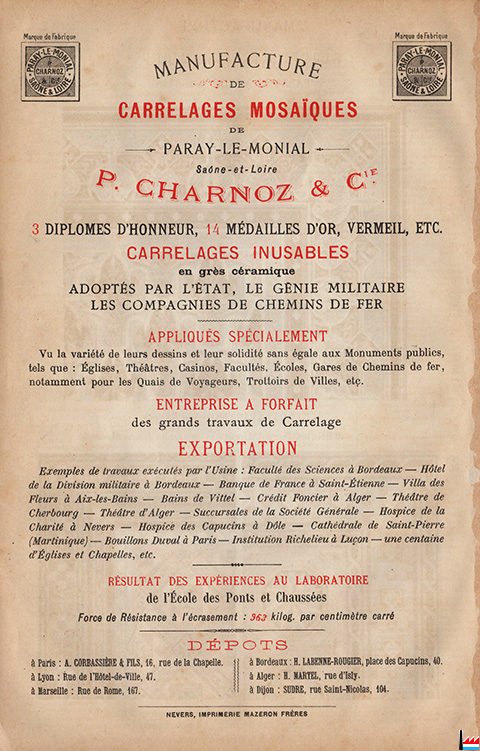 Marque de Fabrique
PARAY-LE-MONIAL
P
CHARNOZ
& Cie
SAÔNE & LOIRE
Marque de Fabrique
PARAY-LE-MONIAL
P
CHARNOZ
& Cie
SAÔNE & LOIRE
MANUFACTURE
DE
CARRELAGES MOSAÏQUES
DE
PARAY-LE-MONIAL
Saône-et-Loire
P. CHARNOZ & CIE.
3 DIPLOMES D'HONNEUR, 14 MÉDAILLES D'OR, VERMEIL, ETC.
CARRELAGES INUSABLES
en grès céramique
ADOPTÉS PAR L'ÉTAT, LE GÉNIE MILITAIRE
LES COMPAGNIES DE CHEMINS DE FER
APPLIQUÉS SPÉCIALEMENT
Vu la variété de leurs dessins et leur solidité sans égale aux Monuments publics,
tels que : Églises, Théâtres, Casinos, Facultés. Écoles, Gares de Chemins de fer,
notamment pour les Quais de Voyageurs, Trottoirs de Villes, etc.
ENTREPRISE A FORFAIT
des grands travaux de Carrelage
EXPORTATION
Exemples de travaux exécutés par l'Usine : Faculté des Sciences à Bordeaux — Hôtel
de la Division militaire à Bordeaux — Banque de France à Saint-Étienne — Villa des
Fleurs à Aix-les-Bains — Bains de Vittel — Crédit Foncier à Alger — Théâtre de
Cherbourg — Théâtre d'Alger — Succursales de la Société Générale — Hospice de la
Charité à Nevers — Hospice des Capucins à Dôle — Cathédrale de Saint-Pierre
(Martinique) — Bouillons Duval à Paris — Institution Richelieu à Luçon — une centaine
d'Églises et Chapelles, etc.
RÉSULTAT DES EXPÉRIENCES AU LABORATOIRE
de l'École des Ponts et Chaussées
Force de Résistance à l'écrasement : 963 kilog. par centimètre carré
DÉPOTS
à Paris : A. CORBASSIÈRE & FILS, 16, rue de la Chapelle.
à Lyon : Rue de l'Hôtel-de-Ville, 47.
à Marseille : Rue de Rome, 167.
à Bordeaux : H. LABENNE-ROUGIER, place des Capucins, 40.
à Alger : H. MARTEL, rue d'Isly.
à Dijon : SUDRE, rue Saint-Nicolas, 104.
NEVERS, IMPRIMERIE MAZERON FRÈRES